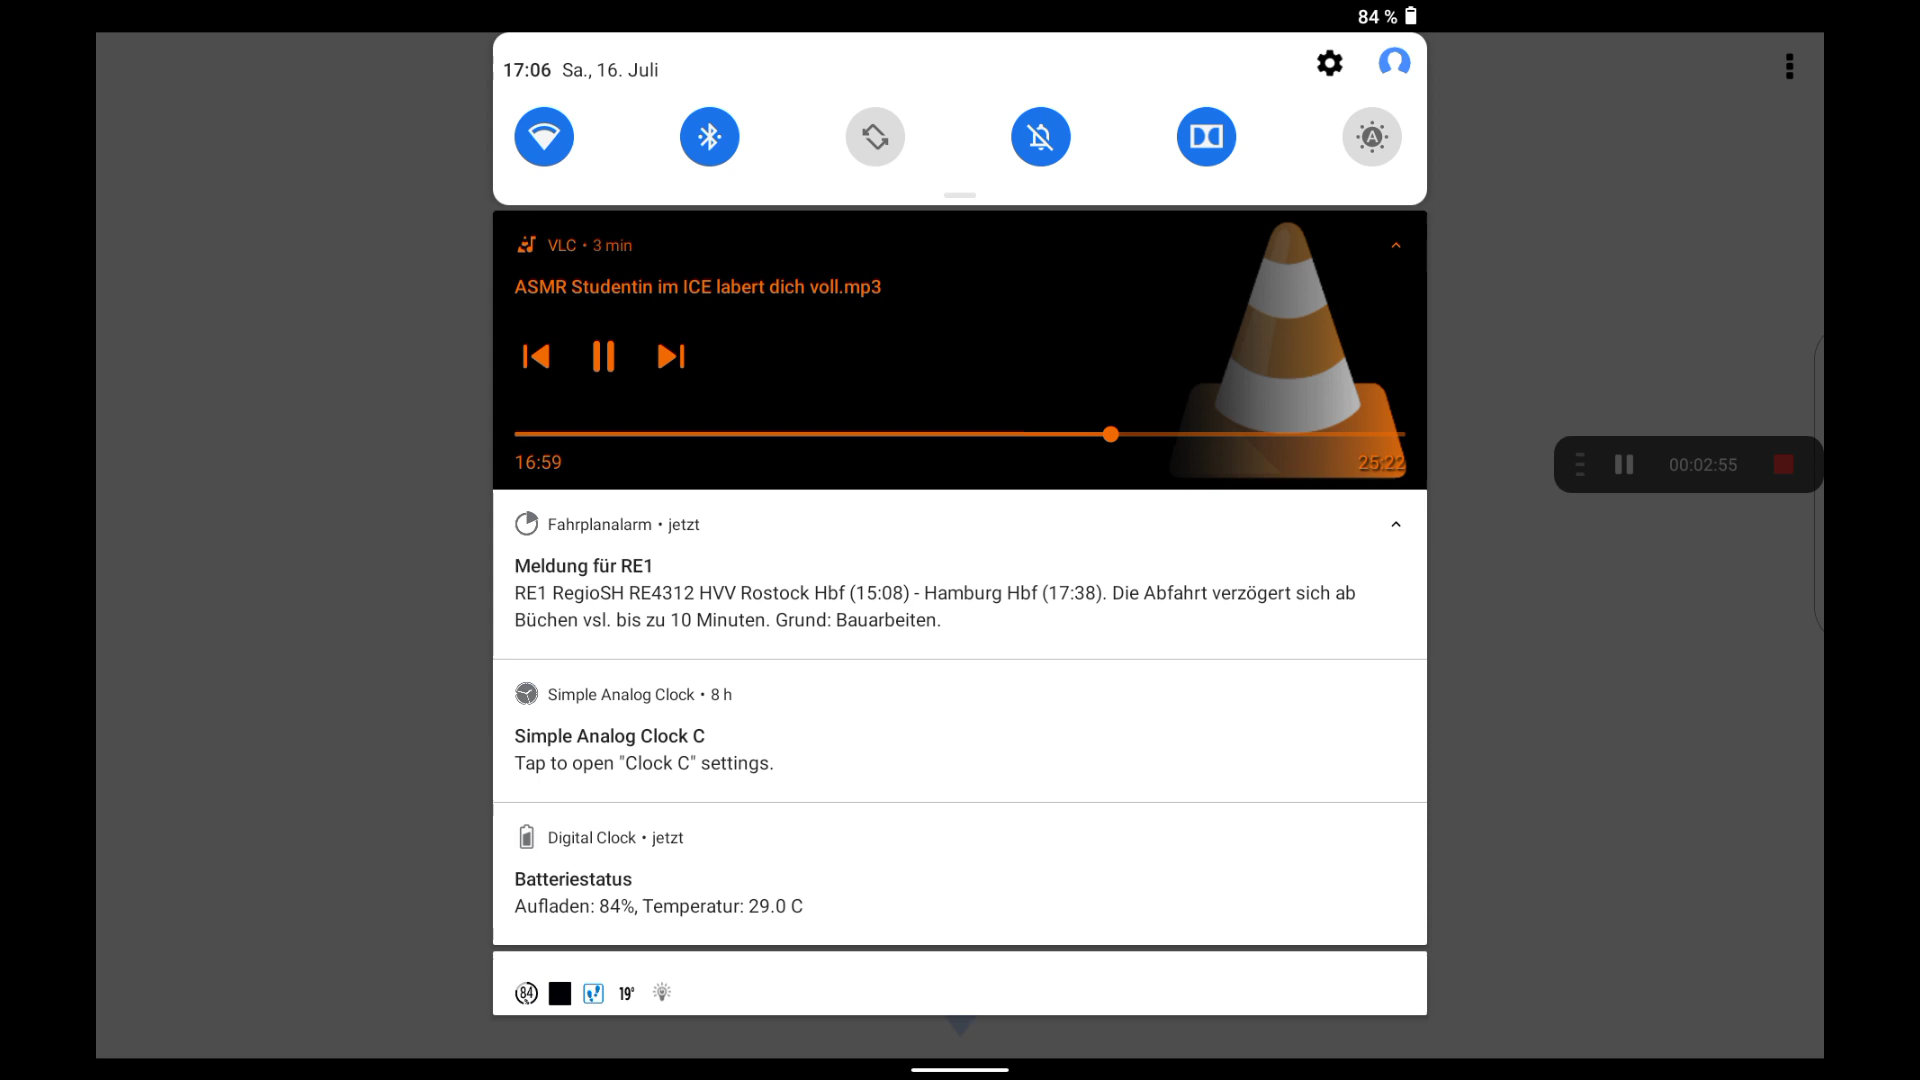 84 %
17:06 Sa., 16. Juli
VLC • 3 min
ASMR Studentin im ICE labert dich voll.mp3
16:59
25:22
00:02:55
Fahrplanalarm • jetzt
Meldung für RE1
RE1 RegioSH RE4312 HVV Rostock Hbf (15:08) - Hamburg Hbf (17:38). Die Abfahrt verzögert sich ab
Büchen vsl. bis zu 10 Minuten. Grund: Bauarbeiten.
Simple Analog Clock • 8 h
Simple Analog Clock C
Tap to open "Clock C" settings.
Digital Clock • jetzt
Batteriestatus
Aufladen: 84%, Temperatur: 29.0 C
84 % 19°